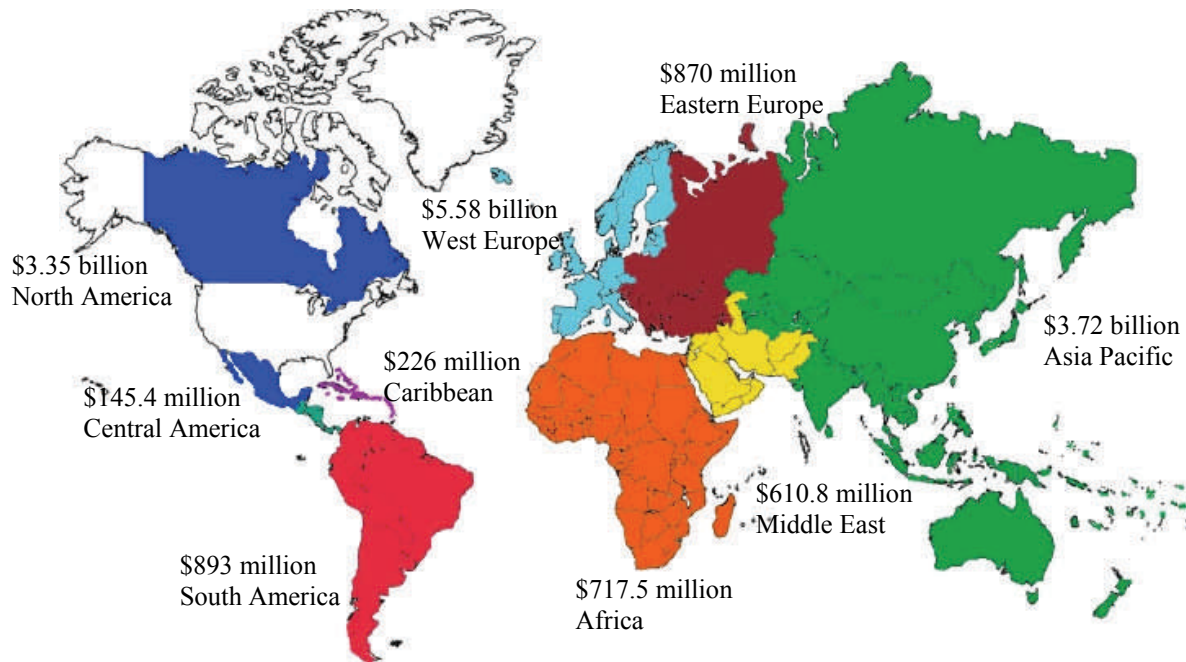 $870 million
Eastern Europe
$5.58 billion
West Europe
$3.35 billion
North America
$3.72 billion
Asia Pacific
$226 million
Caribbean
$145.4 million
Central America
$610.8 million
Middle East
$893 million
South America
$717.5 million
Africa